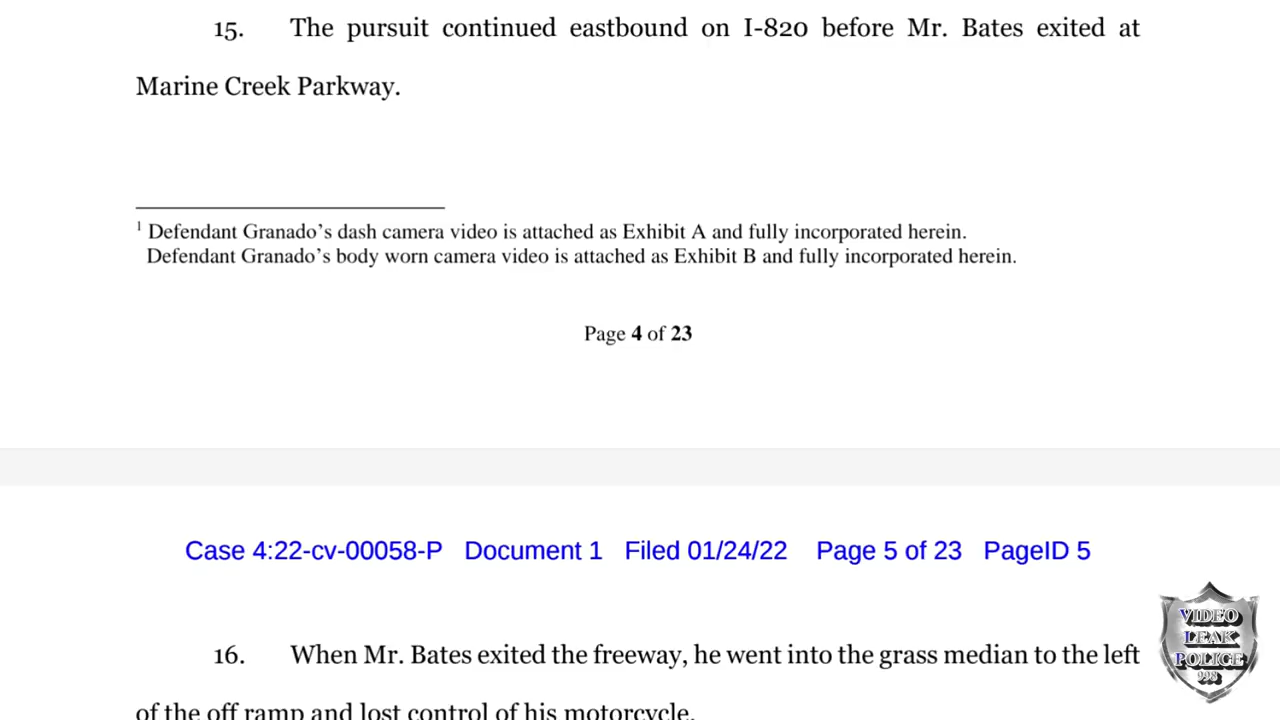 15. The pursuit continued eastbound on I-820 before Mr. Bates exited at
Marine Creek Parkway.
1 Defendant Granado’s dash camera video is attached as Exhibit A and fully incorporated herein.
Defendant Granado’s body worn camera video is attached as Exhibit B and fully incorporated herein.
Page 4 of 23
Case 4:22-cv-00058-P Document 1 Filed 01/24/22 Page 5 of 23 PageID 5
16. When Mr. Bates exited the freeway, he went into the grass median to the left
of the off ramp and lost control of his motorcycle.
VIDEO
LEAK
POLICE
998